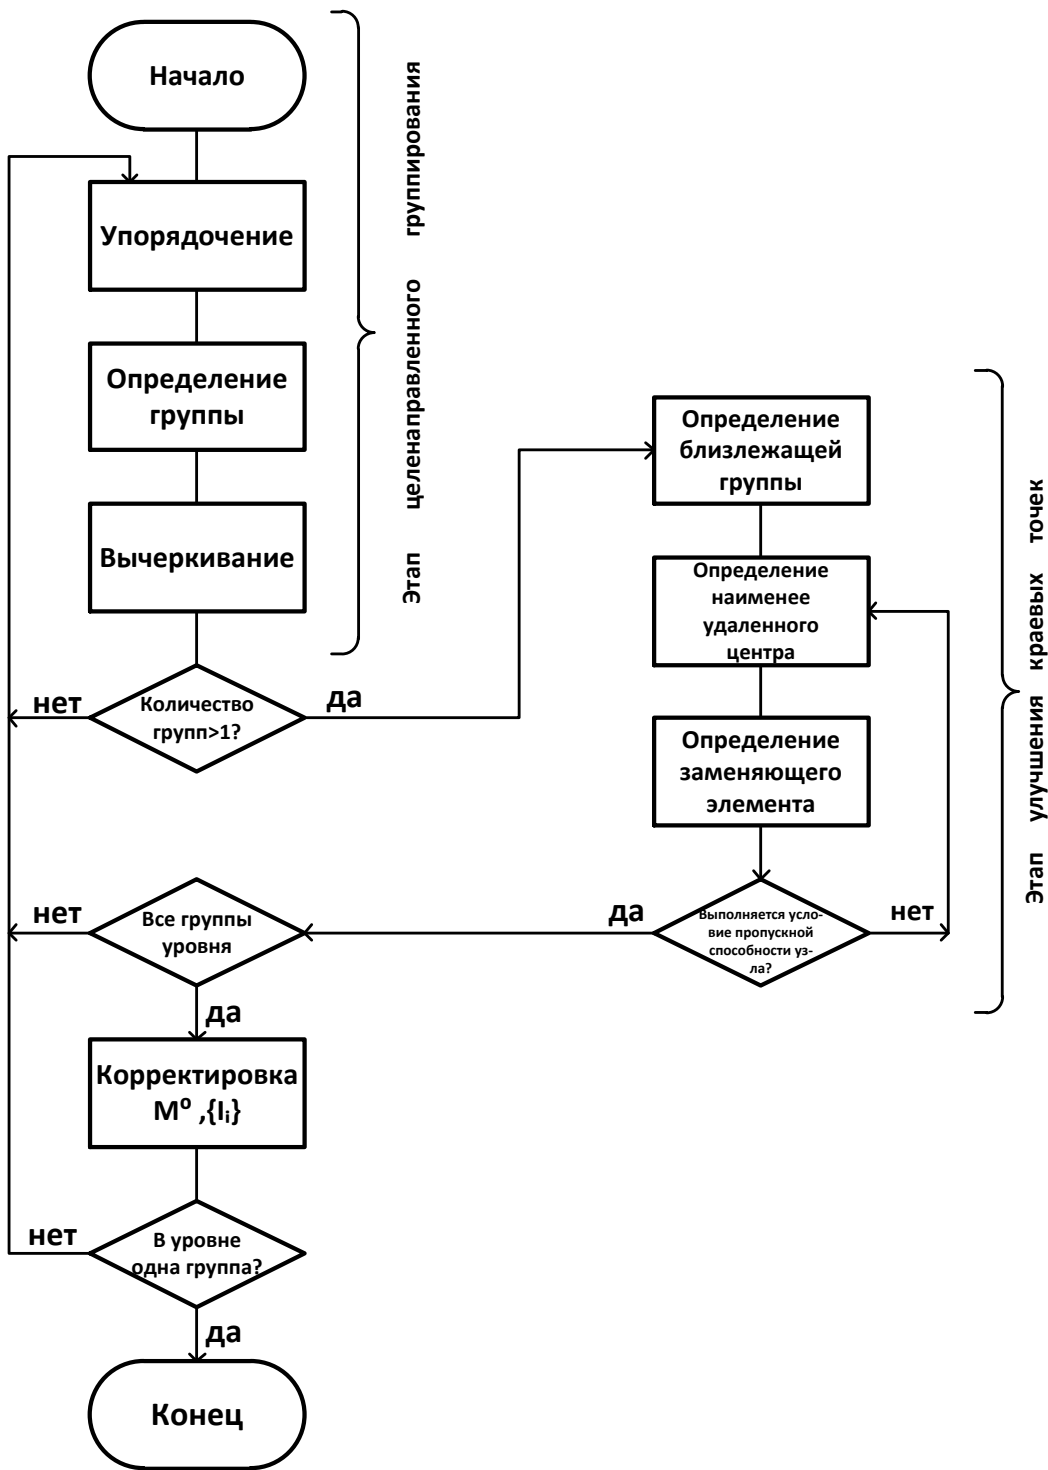 Начало
Упорядочение
Определение
группы
Вычеркивание
Количество
групп>1?
нет
да
Этап целенаправленного группирования
Определение
близлежащей
группы
Определение
наименее
удаленного
центра
Определение
заменяющего
элемента
Выполняется усло-
вие пропускной
способности уз-
ла?
да
нет
Этап улучшения краевых точек
Все группы
уровня
нет
да
Корректировка
Mº ,{Iᵢ}
В уровне
одна группа?
нет
да
Конец